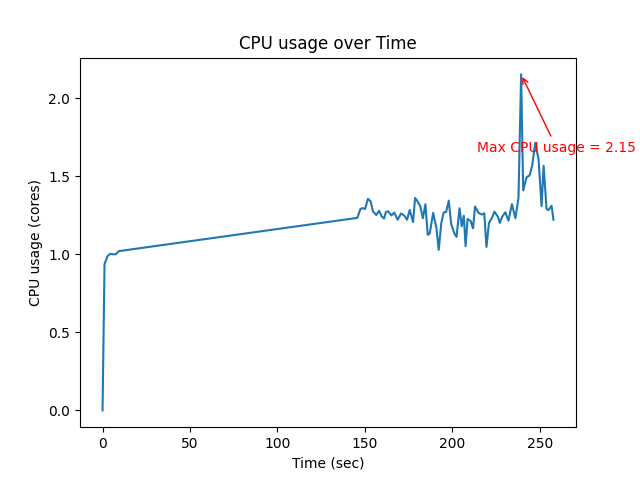 CPU usage over Time
CPU usage (cores)
2.0
1.5
1.0
0.5
0.0
Max CPU usage = 2.15
0
50
100
150
200
250
Time (sec)